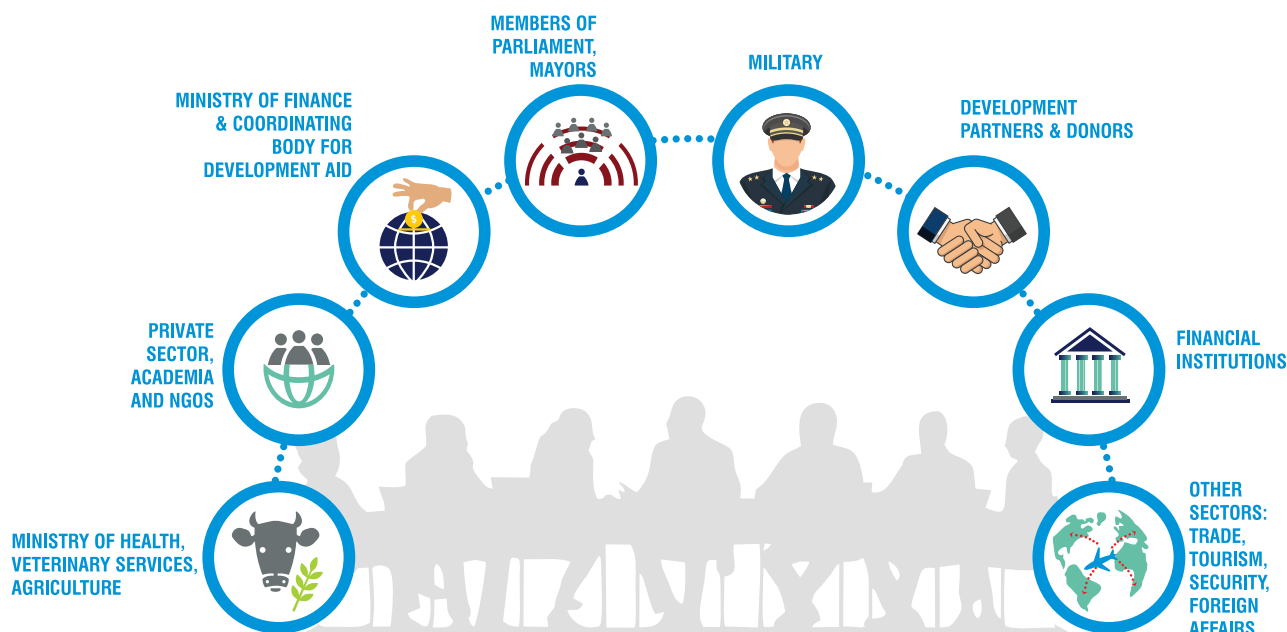 MEMBERS OF
PARLIAMENT,
MAYORS
MILITARY
MINISTRY OF FINANCE
& COORDINATING
BODY FOR
DEVELOPMENT AID
DEVELOPMENT
PARTNERS & DONORS
$
PRIVATE
SECTOR,
ACADEMIA
AND NGOS
FINANCIAL
INSTITUTIONS
MINISTRY OF HEALTH,
VETERINARY SERVICES,
AGRICULTURE
OTHER
SECTORS:
TRADE,
TOURISM,
SECURITY,
FOREIGN
AFFAIRS